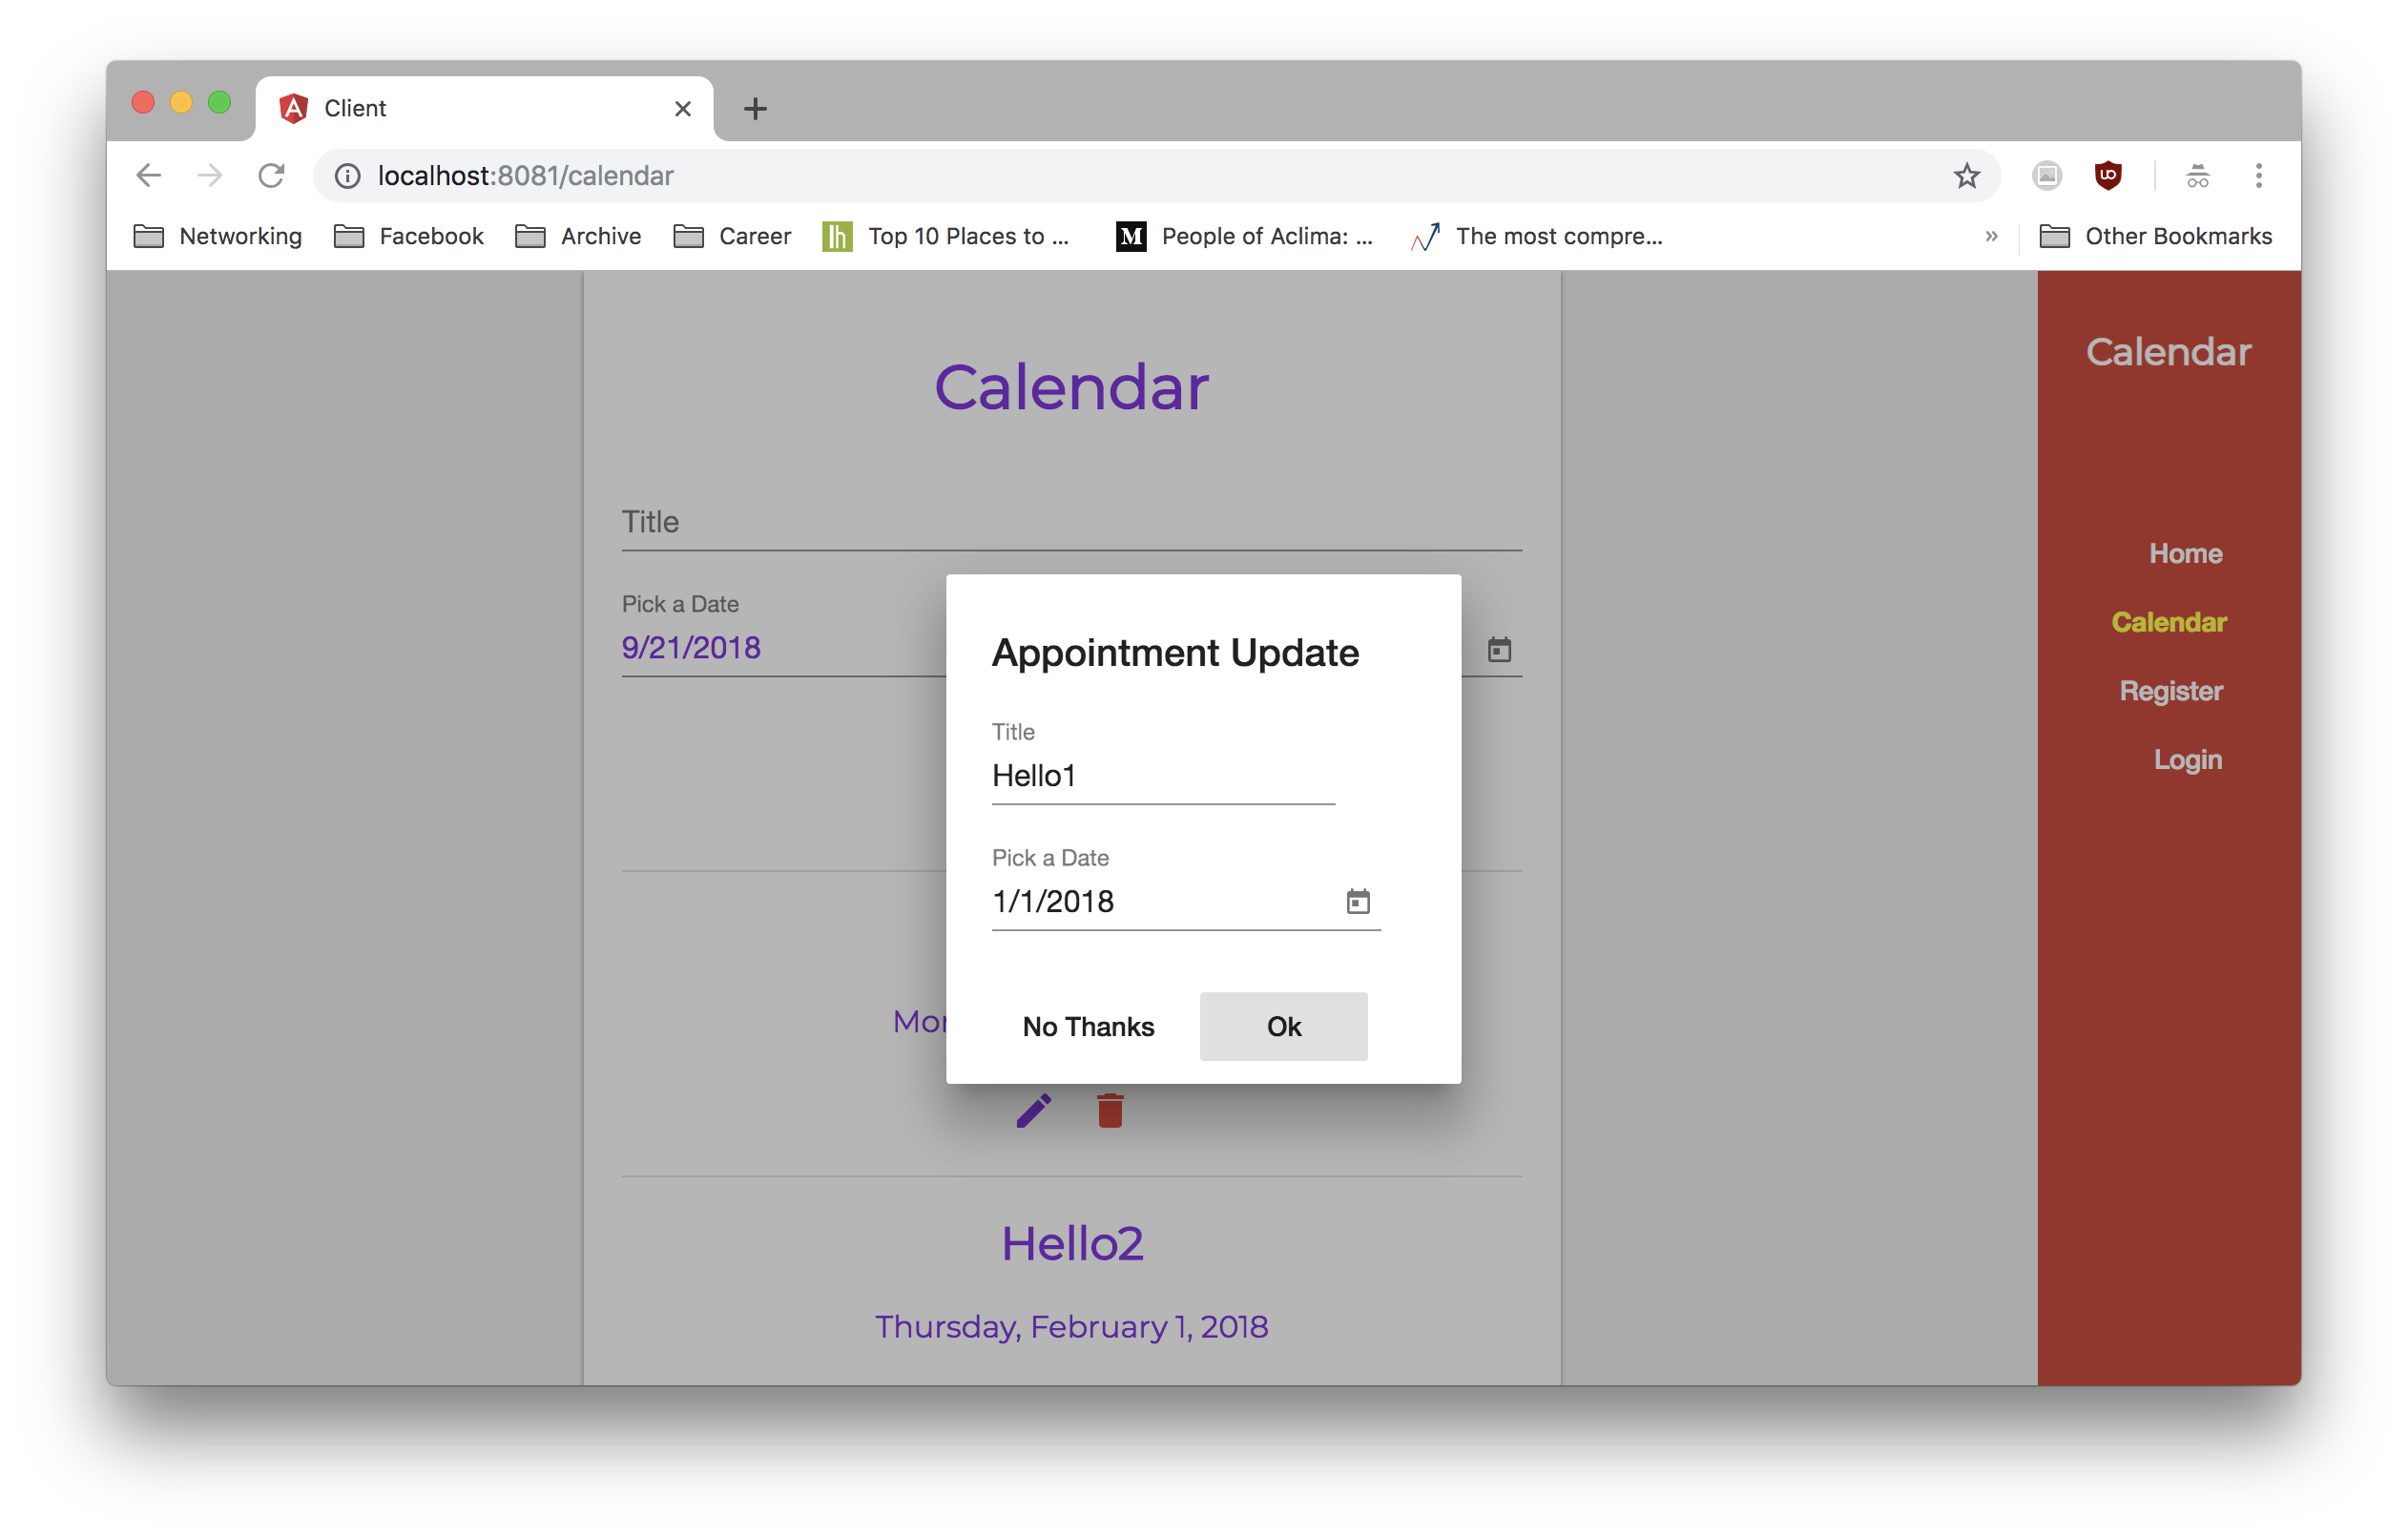 Client
localhost:8081/calendar
Networking Facebook Archive Career Top 10 Places to ... People of Aclima: ... The most compre... » Other Bookmarks
Calendar
Title
Pick a Date
9/21/2018
Appointment Update
Title
Hello1
Pick a Date
1/1/2018
No Thanks Ok
Hello2
Thursday, February 1, 2018
Calendar
Home
Calendar
Register
Login